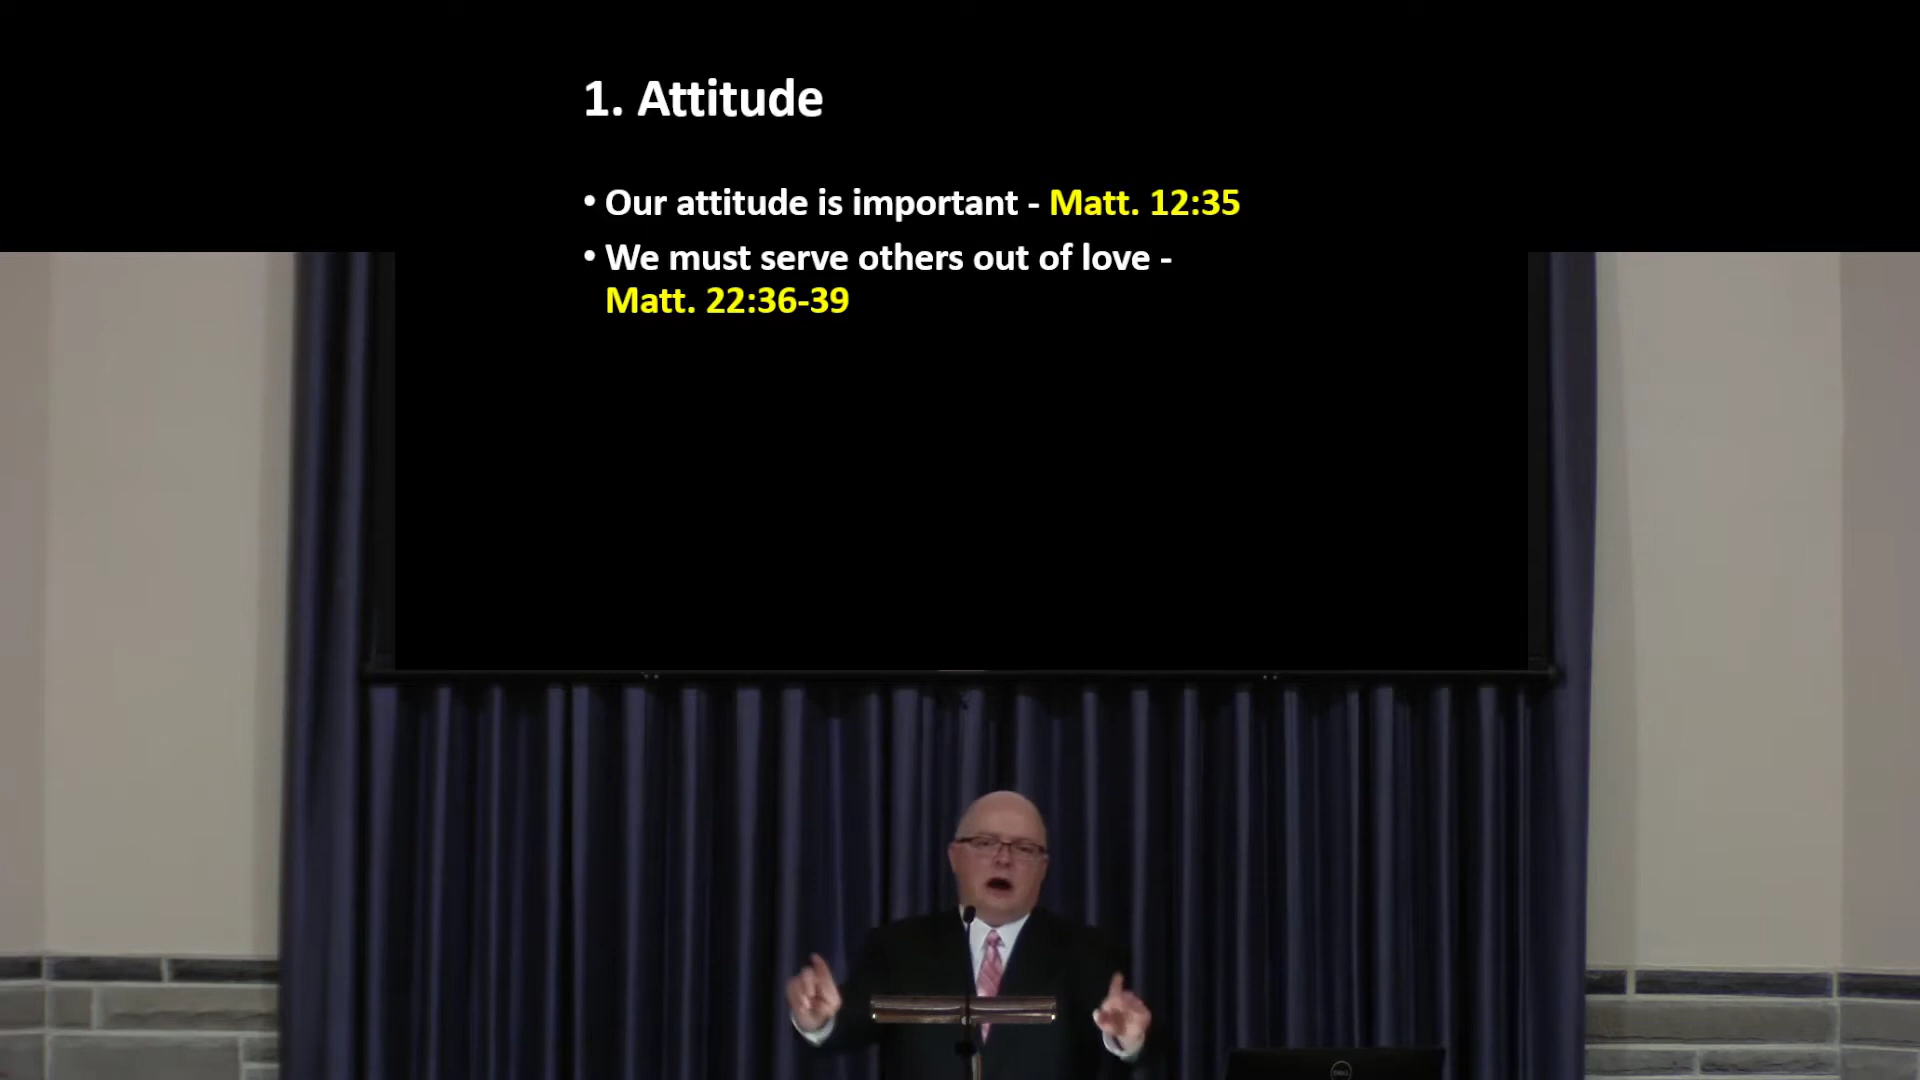 1. Attitude
• Our attitude is important - Matt. 12:35
• We must serve others out of love -
Matt. 22:36-39
DELL